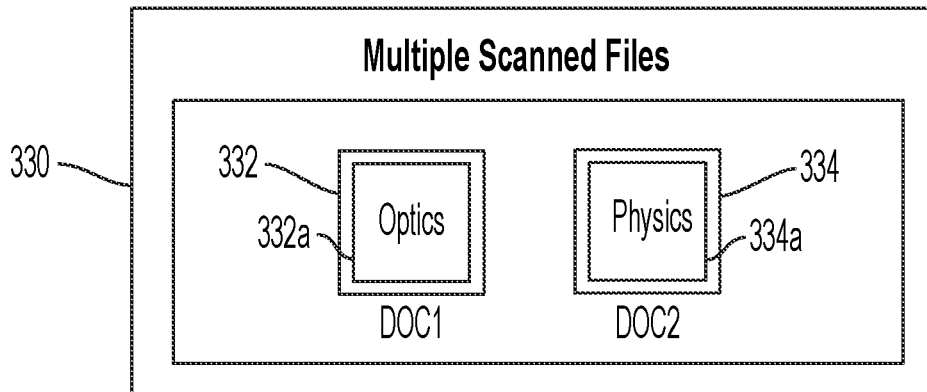 Multiple Scanned Files
330
332
334
Optics
Physics
332a
334a
DOC1
DOC2